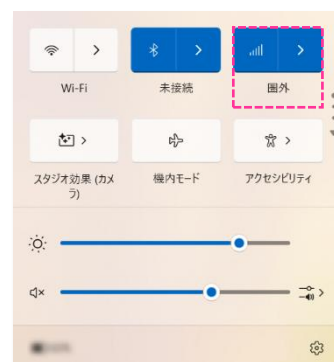 Wi-Fi
未接続
圏外
スタジオ効果 (カメ
ラ)
機内モード
アクセシビリティ